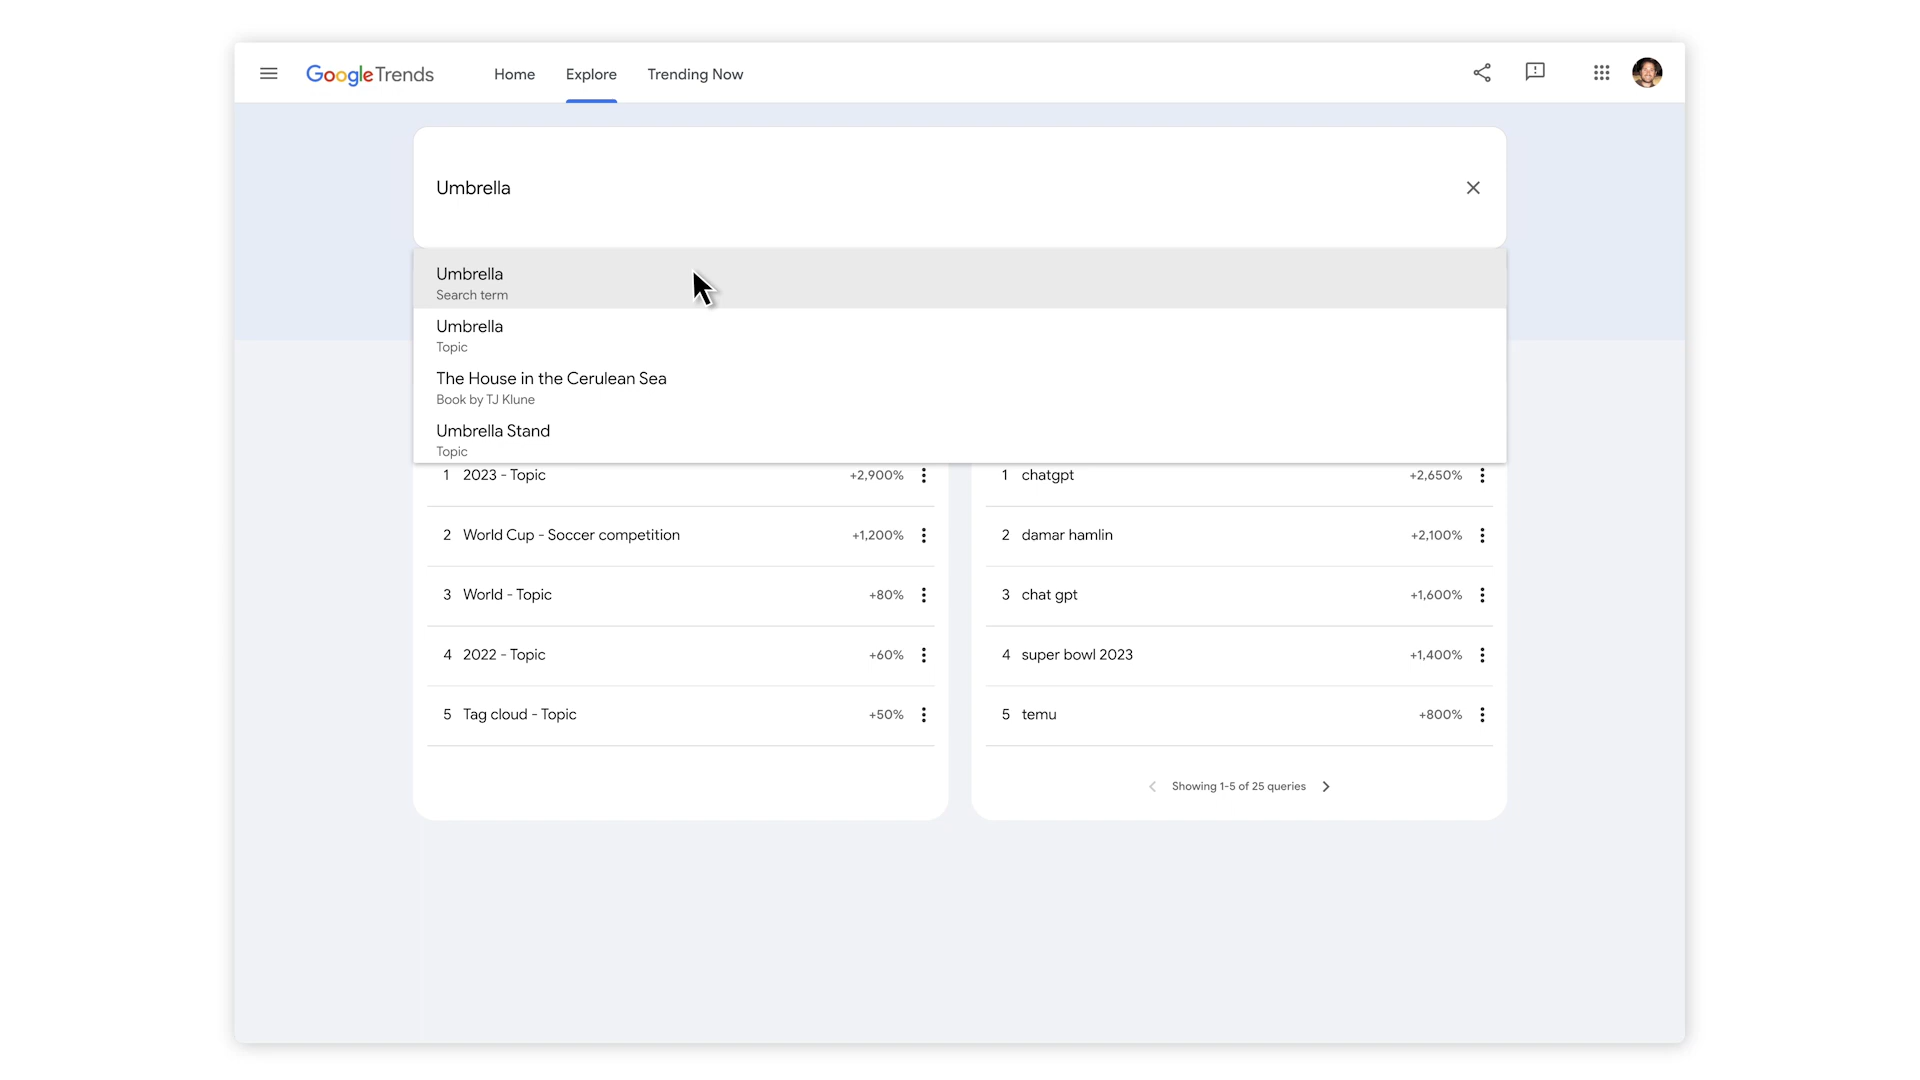 Google Trends
Home
Explore
Trending Now
Umbrella
Umbrella
Search term
Umbrella
Topic
The House in the Cerulean Sea
Book by TJ Klune
Umbrella Stand
Topic
1 2023 - Topic +2,900%
2 World Cup - Soccer competition +1,200%
3 World - Topic +80%
4 2022 - Topic +60%
5 Tag cloud - Topic +50%
1 chatgpt +2,650%
2 damar hamlin +2,100%
3 chat gpt +1,600%
4 super bowl 2023 +1,400%
5 temu +800%
Showing 1-5 of 25 queries